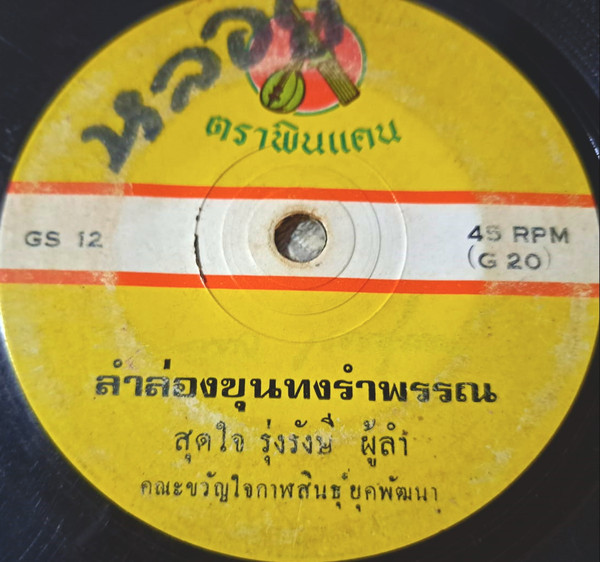 หลวม
ตราพิณแคน
GS 12
45 RPM
(G 20)
ลำล่องขุนทงรำพรรณ
สุดใจ รุ่งรังษี ผู้ลำ
คณะขวัญใจกาฬสินธุ์ ยุคพัฒนา